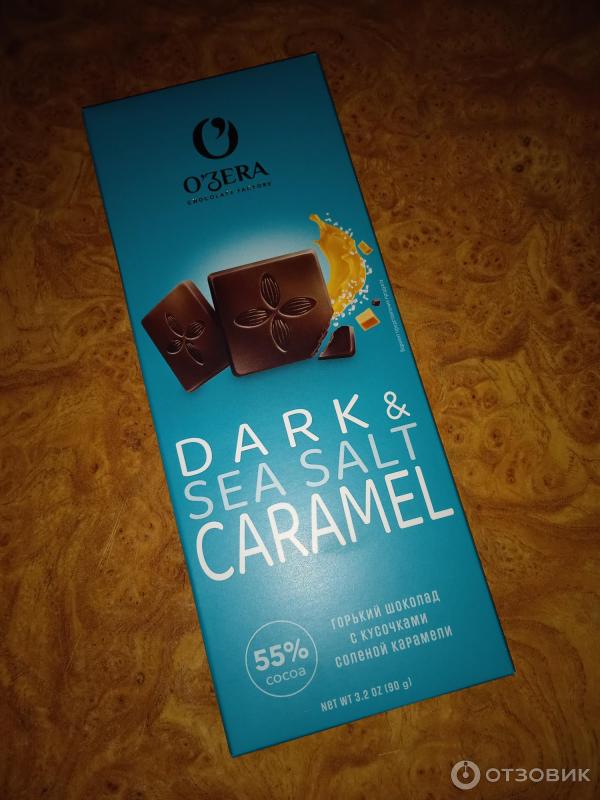 O'ZERA
CHOCOLATE FACTORY
DARK &
SEA SALT
CARAMEL
55%
cocoa
ГОРЬКИЙ ШОКОЛАД
С КУСОЧКАМИ
СОЛЕНОЙ КАРАМЕЛИ
NET WT 3.2 OZ (90 g)
ОТЗОВИК